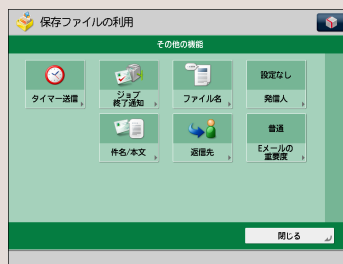 保存ファイルの利用
その他の機能
タイマー送信
ジョブ
終了通知
ファイル名
設定なし
発信人
件名/本文
返信先
普通
Eメールの
重要度
閉じる